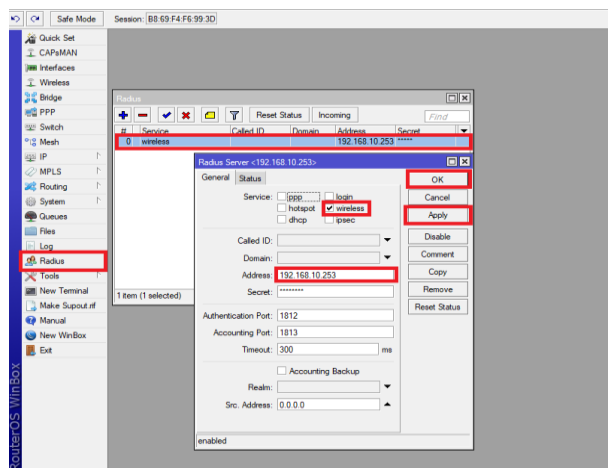 Safe Mode Session: B8:69:F4:F6:99:3D
Quick Set
CAPsMAN
Interfaces
Wireless
Bridge
PPP
Switch
Mesh
IP
MPLS
Routing
System
Queues
Files
Log
Radius
Tools
New Terminal
Make Supout.rif
Manual
New WinBox
Exit
RouterOS WinBox
Radius
Reset Status Incoming Find
# Service Called ID Domain Address Secret
0 wireless 192.168.10.253 *****
1 item (1 selected)
Radius Server <192.168.10.253>
General Status
Service: ppp login
hotspot wireless
dhcp ipsec
Called ID:
Domain:
Address: 192.168.10.253
Secret: ********
Authentication Port: 1812
Accounting Port: 1813
Timeout: 300 ms
Accounting Backup
Realm:
Src. Address: 0.0.0.0
enabled
OK
Cancel
Apply
Disable
Comment
Copy
Remove
Reset Status